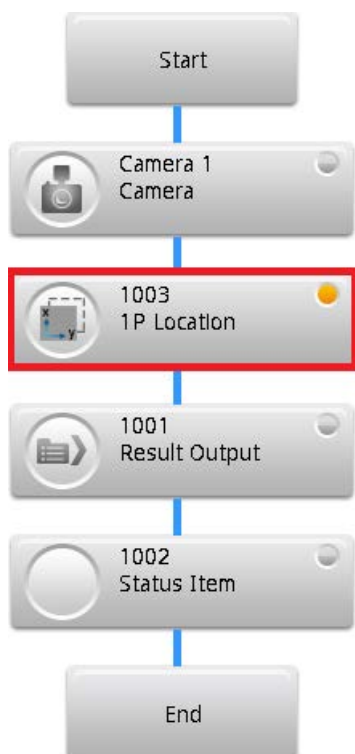 Start
Camera 1
Camera
1003
1P Location
1001
Result Output
1002
Status Item
End